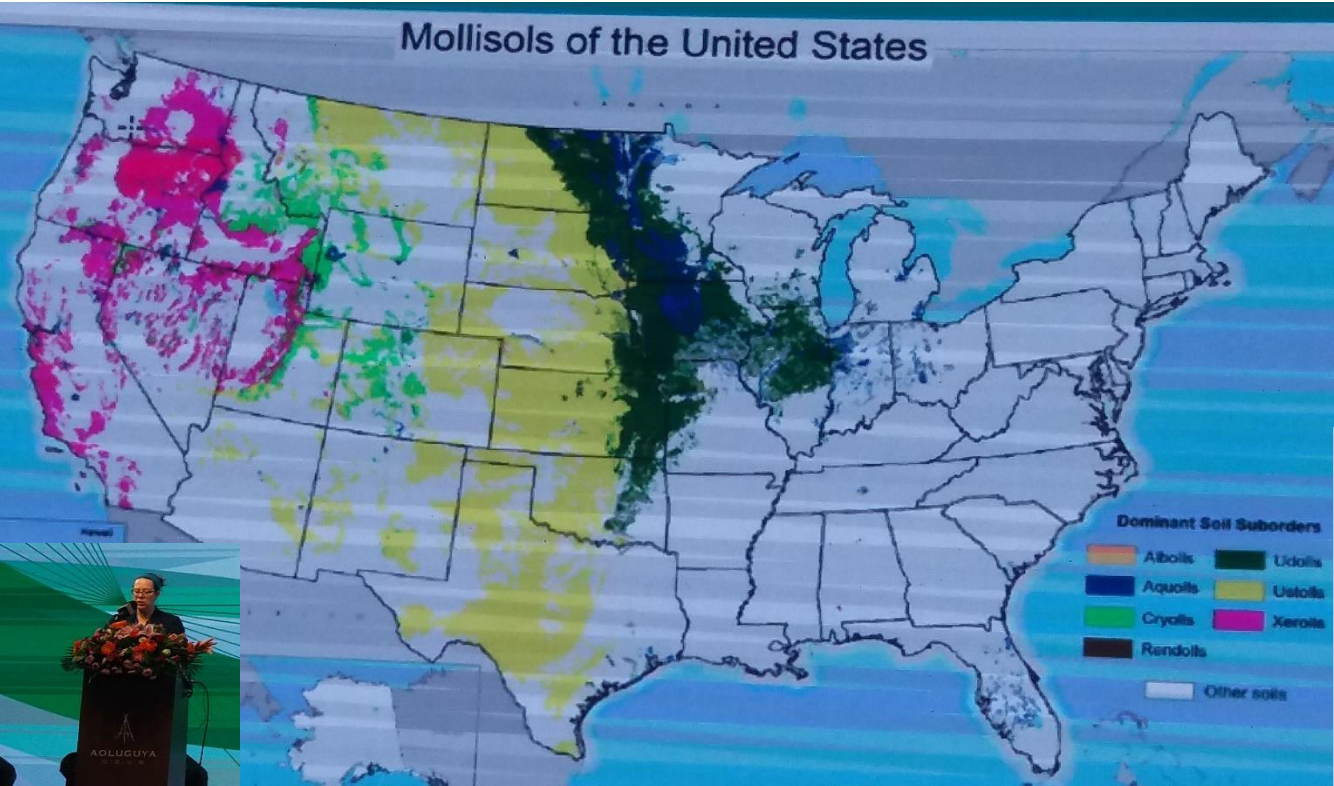 Mollisols of the United States
CANADA
Hawaii
Dominant Soil Suborders
Albolls
Udolls
Aquolls
Ustolls
Cryolls
Xerolls
Rendolls
Other soils
AOLUGUYA